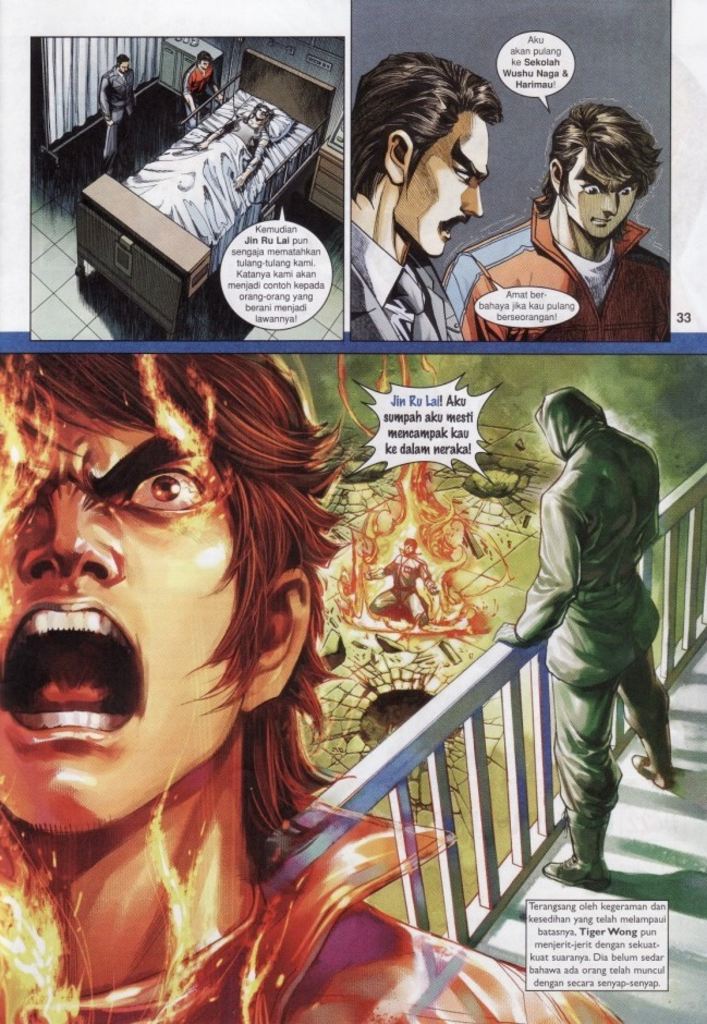 Kemudian
Jin Ru Lai pun
sengaja mematahkan
tulang-tulang kami.
Katanya kami akan
menjadi contoh kepada
orang-orang yang
berani menjadi
lawannya!
Aku
akan pulang
ke Sekolah
Wushu Naga &
Harimau!
Amat ber-
bahaya jika kau pulang
berseorangan!
33
Jin Ru Lai! Aku
sumpah aku mesti
mencampak kau
ke dalam neraka!
Terangsang oleh kegeraman dan
kesedihan yang telah melampaui
batasnya, Tiger Wong pun
menjerit-jerit dengan sekuat-
kuat suaranya. Dia belum sedar
bahawa ada orang telah muncul
dengan secara senyap-senyap.